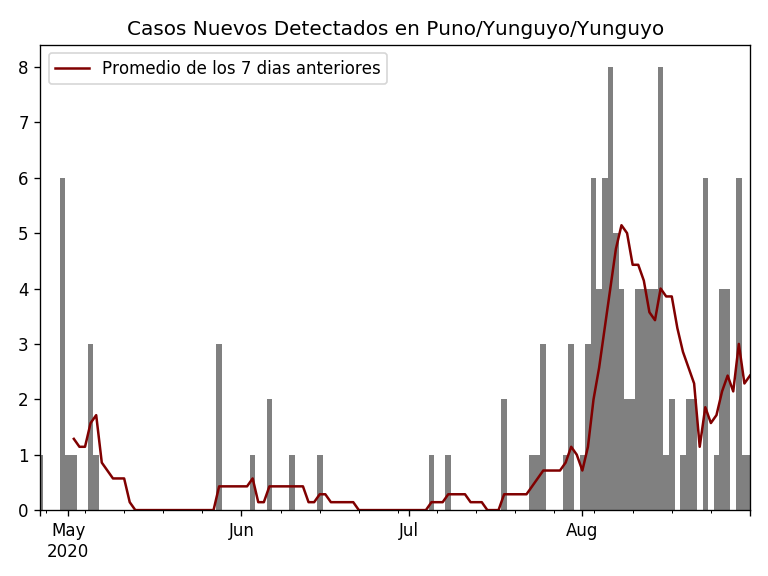 Casos Nuevos Detectados en Puno/Yunguyo/Yunguyo
Promedio de los 7 dias anteriores
8
7
6
5
4
3
2
1
0
May
2020
Jun
Jul
Aug